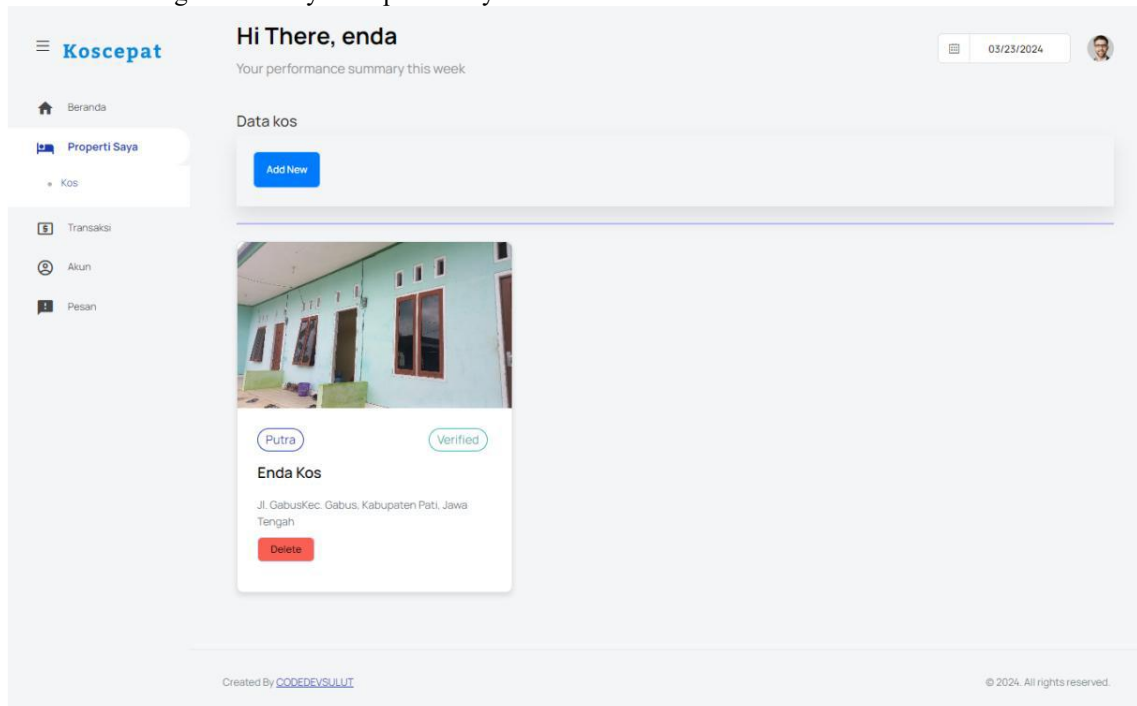 Koscepat
Hi There, enda
Your performance summary this week
03/23/2024
Beranda
Properti Saya
Kos
Transaksi
Akun
Pesan
Data kos
Add New
Putra
Verified
Enda Kos
Jl. GabusKec. Gabus, Kabupaten Pati, Jawa
Tengah
Delete
Created By CODEDEVSULUT
© 2024. All rights reserved.